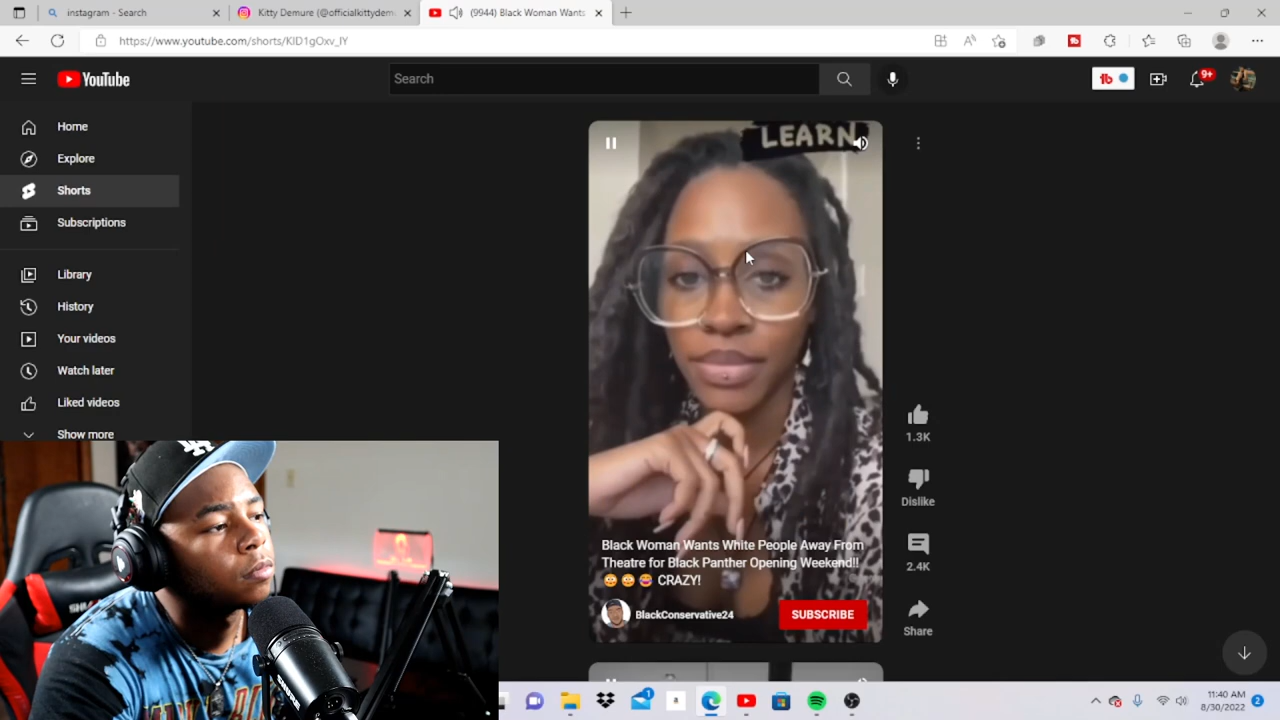 instagram - Search
Kitty Demure (@officialkittydem
(9944) Black Woman Wants
https://www.youtube.com/shorts/KlD1gOxv_lY
YouTube
Search
9+
Home
Explore
Shorts
Subscriptions
Library
History
Your videos
Watch later
Liked videos
Show more
LEARN
1.3K
Dislike
2.4K
Share
Black Woman Wants White People Away From
Theatre for Black Panther Opening Weekend!!
CRAZY!
BlackConservative24
SUBSCRIBE
SHURE
LA
11:40 AM
8/30/2022